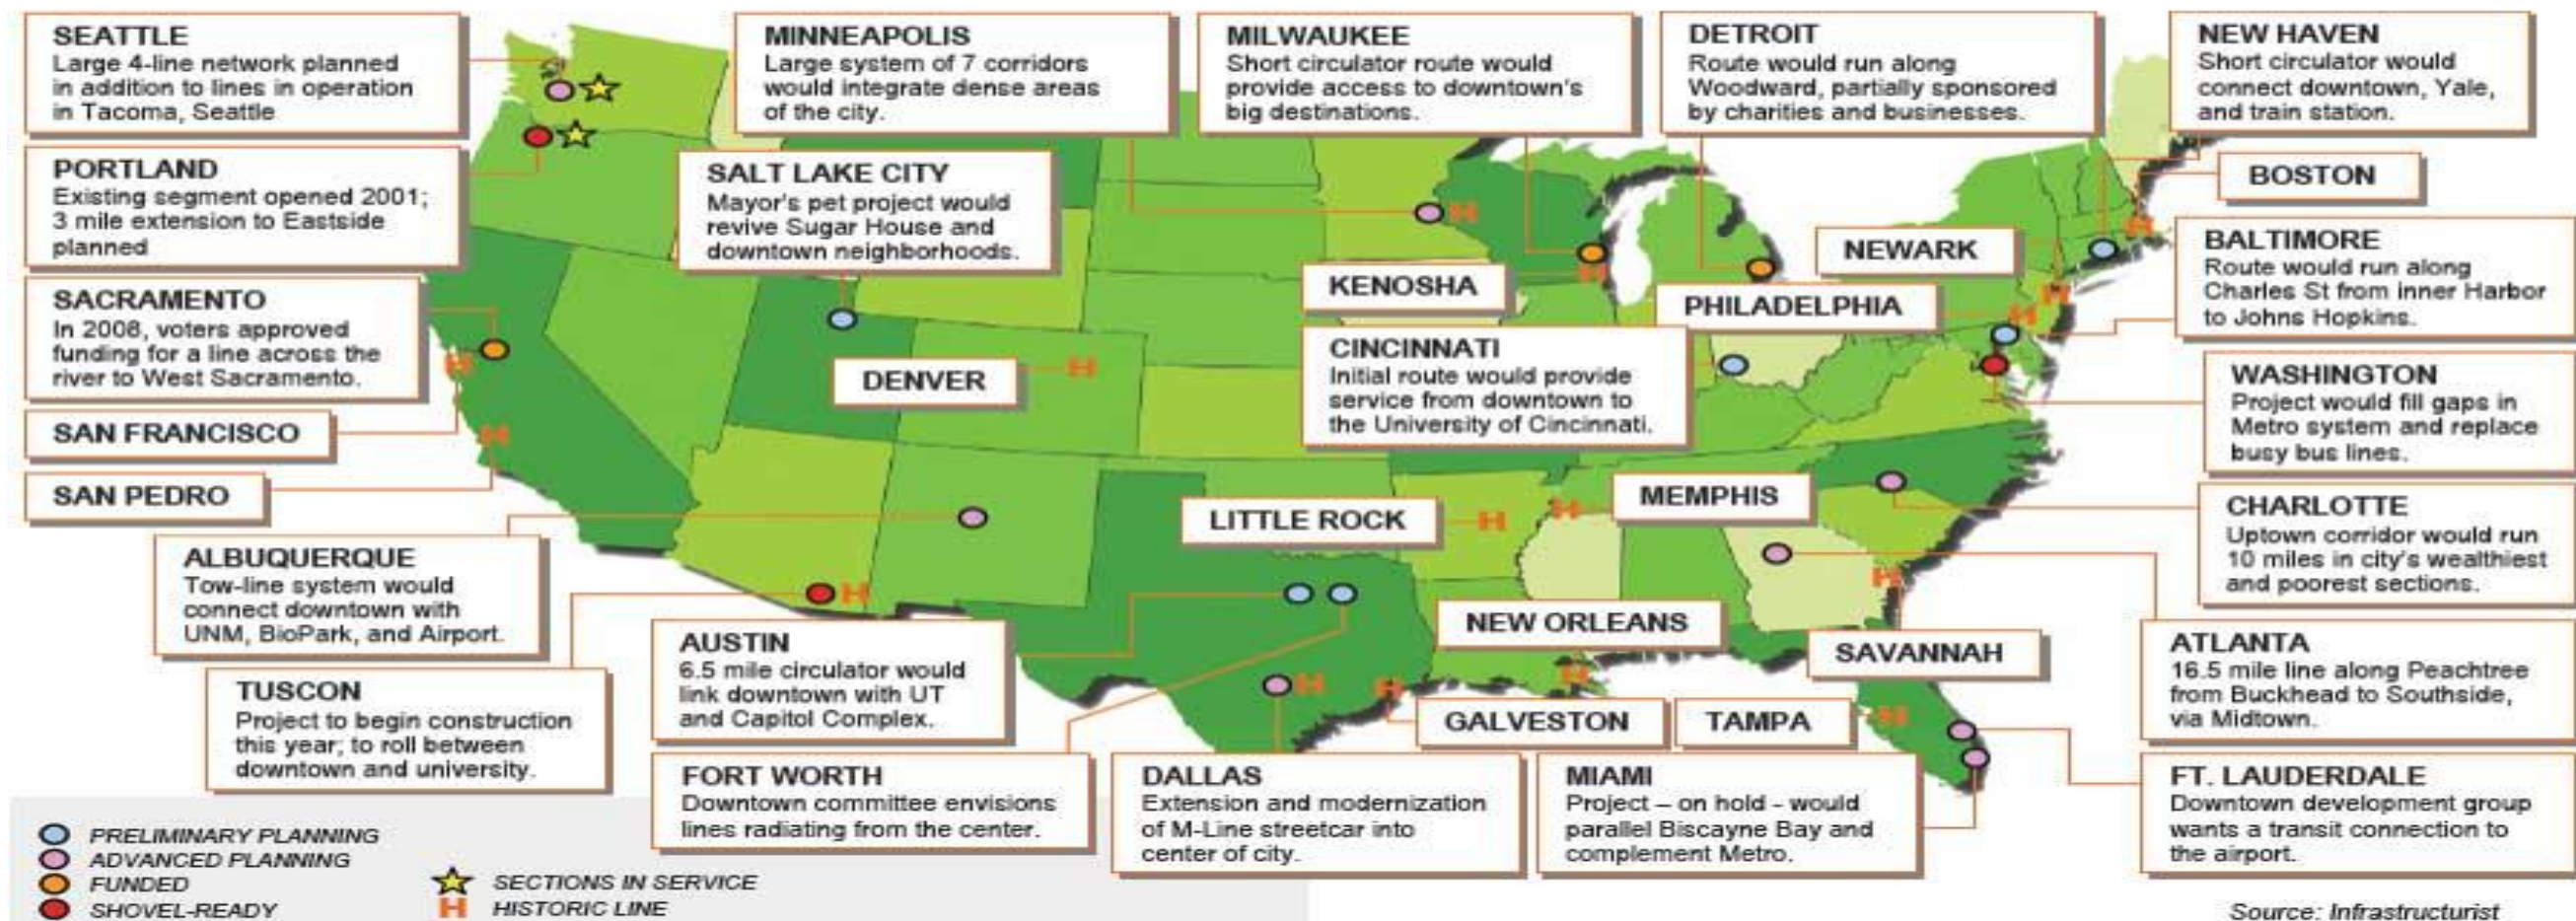 SEATTLE
Large 4-line network planned
in addition to lines in operation
in Tacoma, Seattle
MINNEAPOLIS
Large system of 7 corridors
would integrate dense areas
of the city.
MILWAUKEE
Short circulator route would
provide access to downtown's
big destinations.
DETROIT
Route would run along
Woodward, partially sponsored
by charities and businesses.
NEW HAVEN
Short circulator would
connect downtown, Yale,
and train station.
PORTLAND
Existing segment opened 2001;
3 mile extension to Eastside
planned
SALT LAKE CITY
Mayor's pet project would
revive Sugar House and
downtown neighborhoods.
BOSTON
NEWARK
BALTIMORE
Route would run along
Charles St from inner Harbor
to Johns Hopkins.
SACRAMENTO
In 2008, voters approved
funding for a line across the
river to West Sacramento.
KENOSHA
PHILADELPHIA
CINCINNATI
Initial route would provide
service from downtown to
the University of Cincinnati.
DENVER
WASHINGTON
Project would fill gaps in
Metro system and replace
busy bus lines.
SAN FRANCISCO
SAN PEDRO
LITTLE ROCK
MEMPHIS
CHARLOTTE
Uptown corridor would run
10 miles in city's wealthiest
and poorest sections.
ALBUQUERQUE
Tow-line system would
connect downtown with
UNM, BioPark, and Airport.
AUSTIN
6.5 mile circulator would
link downtown with UT
and Capitol Complex.
NEW ORLEANS
SAVANNAH
ATLANTA
16.5 mile line along Peachtree
from Buckhead to Southside,
via Midtown.
TUSCON
Project to begin construction
this year; to roll between
downtown and university.
GALVESTON
TAMPA
FORT WORTH
Downtown committee envisions
lines radiating from the center.
DALLAS
Extension and modernization
of M-Line streetcar into
center of city.
MIAMI
Project – on hold - would
parallel Biscayne Bay and
complement Metro.
FT. LAUDERDALE
Downtown development group
wants a transit connection to
the airport.
PRELIMINARY PLANNING
ADVANCED PLANNING
FUNDED
SHOVEL-READY
SECTIONS IN SERVICE
H HISTORIC LINE
Source: Infrastructurist